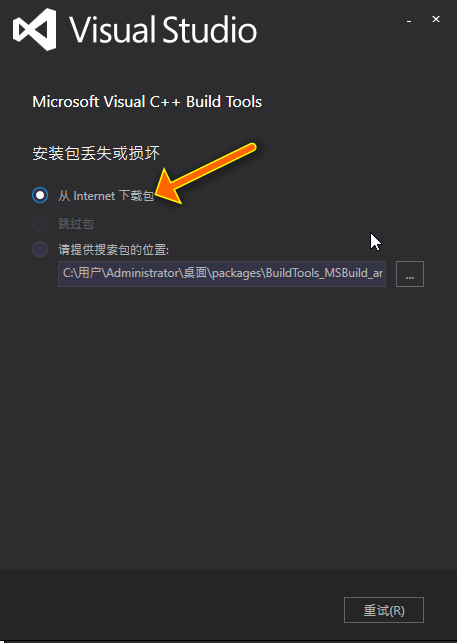 Visual Studio
Microsoft Visual C++ Build Tools
安装包丢失或损坏
从 Internet 下载包
跳过包
请提供搜索包的位置:
C:\用户\Administrator\桌面\packages\BuildTools_MSBuild_ar
...
重试(R)